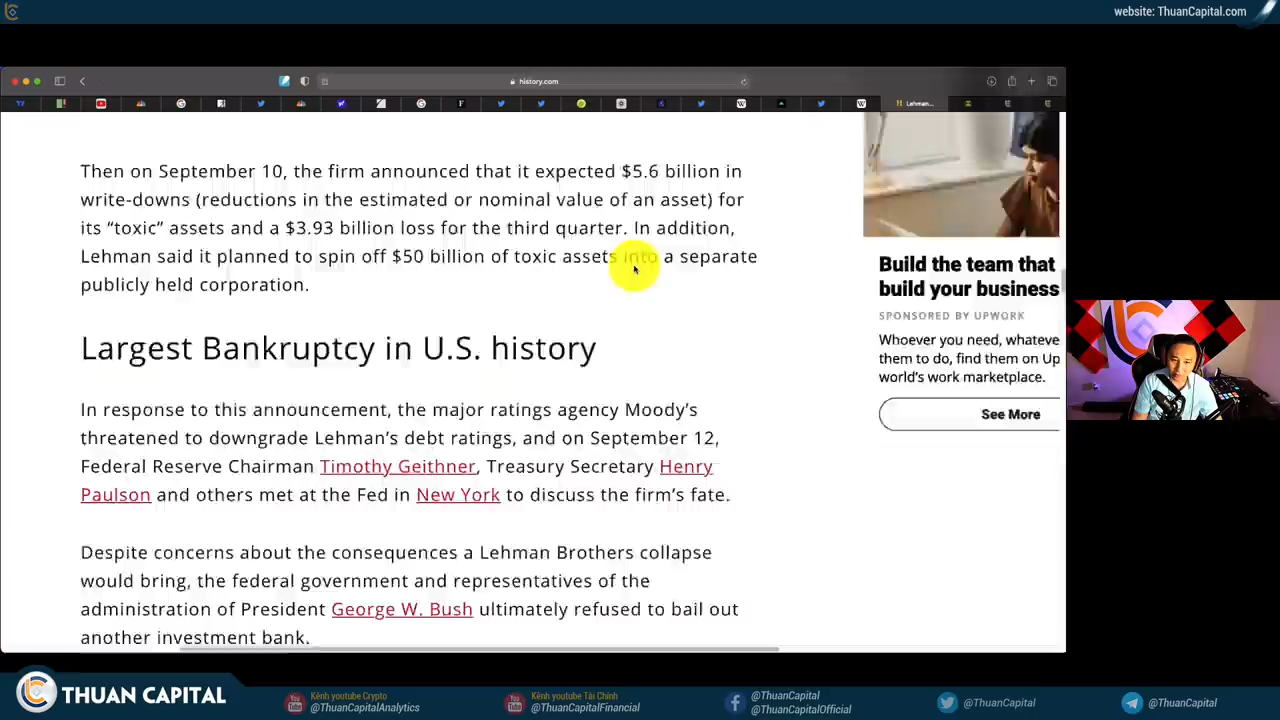 website: ThuanCapital.com
history.com
Lehman...
Then on September 10, the firm announced that it expected $5.6 billion in
write-downs (reductions in the estimated or nominal value of an asset) for
its “toxic” assets and a $3.93 billion loss for the third quarter. In addition,
Lehman said it planned to spin off $50 billion of toxic assets into a separate
publicly held corporation.
Largest Bankruptcy in U.S. history
In response to this announcement, the major ratings agency Moody’s
threatened to downgrade Lehman’s debt ratings, and on September 12,
Federal Reserve Chairman Timothy Geithner, Treasury Secretary Henry
Paulson and others met at the Fed in New York to discuss the firm’s fate.
Despite concerns about the consequences a Lehman Brothers collapse
would bring, the federal government and representatives of the
administration of President George W. Bush ultimately refused to bail out
another investment bank.
Build the team that
build your business
SPONSORED BY UPWORK
Whoever you need, whateve
them to do, find them on Up
world’s work marketplace.
See More
THUAN CAPITAL
Kênh youtube Crypto
@ThuanCapitalAnalytics
Kênh youtube Tài Chính
@ThuanCapitalFinancial
@ThuanCapital
@ThuanCapitalOfficial
@ThuanCapital
@ThuanCapital